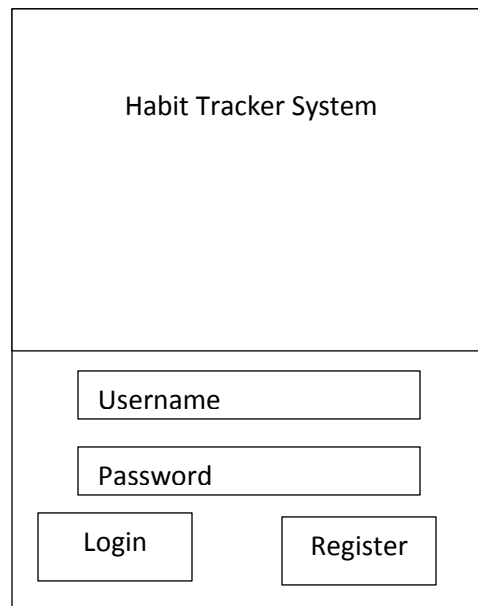 Habit Tracker System
Username
Password
Login
Register